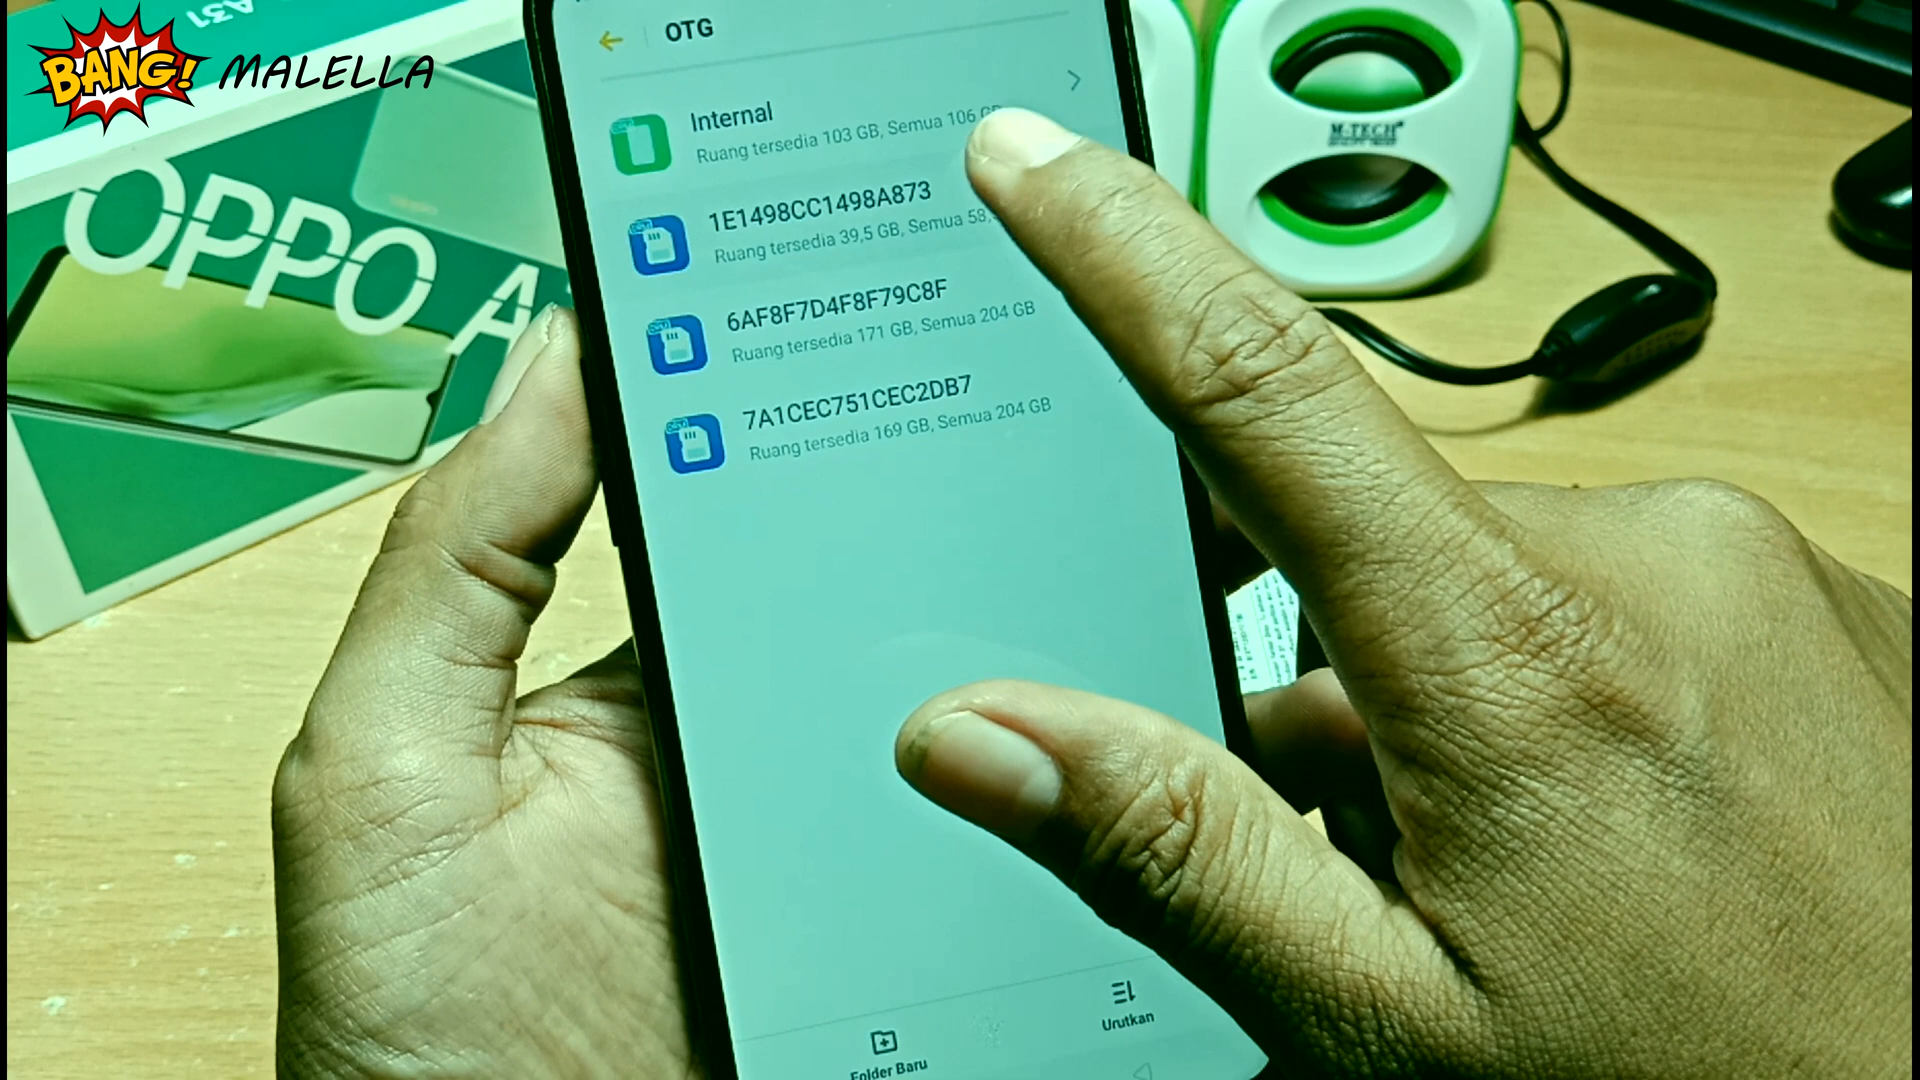 BANG! MALELLA
A31
OPPO A
OTG
Internal
Ruang tersedia 103 GB, Semua 106 GB
1E1498CC1498A873
Ruang tersedia 39,5 GB, Semua 58,
6AF8F7D4F8F79C8F
Ruang tersedia 171 GB, Semua 204 GB
7A1CEC751CEC2DB7
Ruang tersedia 169 GB, Semua 204 GB
Folder Baru
Urutkan
M-TECH